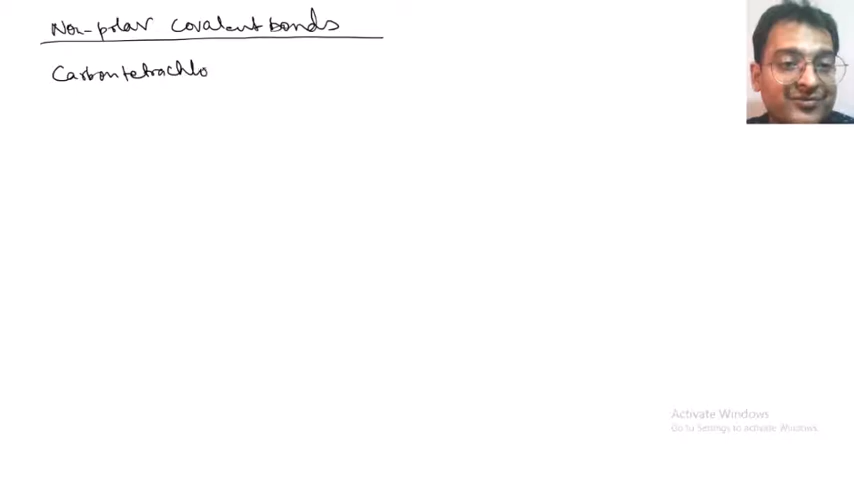 Non-polar covalent bonds
Carbontetrachlo
Activate Windows
Go to Settings to activate Windows.